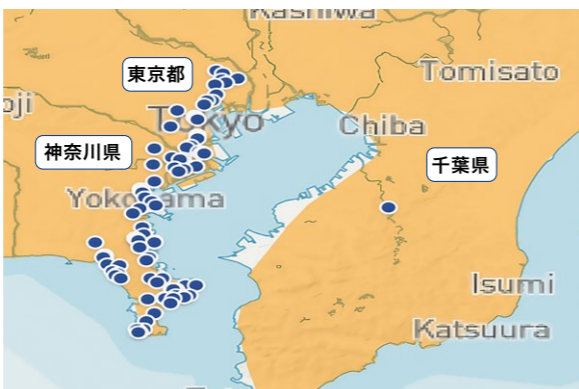 Kashiwa
東京都
Tomisato
oji
Tokyo
Chiba
神奈川県
千葉県
Yokohama
Isumi
Katsuura